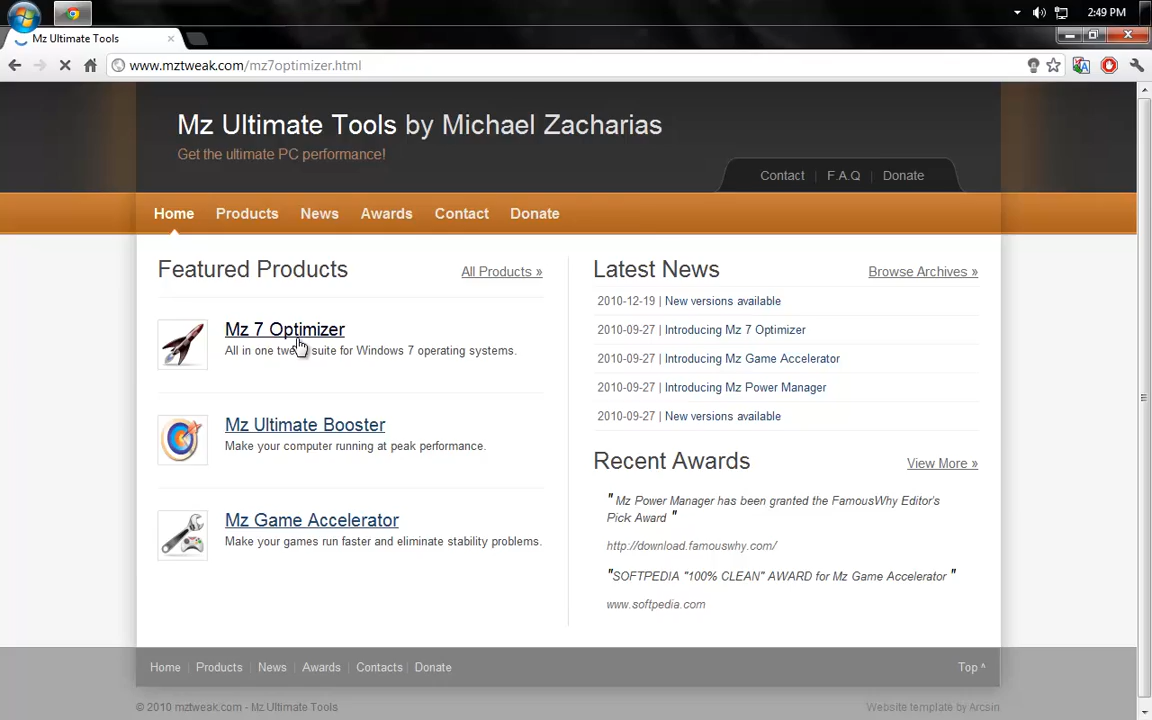 2:49 PM
Mz Ultimate Tools
www.mztweak.com/mz7optimizer.html
Mz Ultimate Tools by Michael Zacharias
Get the ultimate PC performance!
Contact | F.A.Q | Donate
Home Products News Awards Contact Donate
Featured Products
All Products »
Mz 7 Optimizer
All in one tweak suite for Windows 7 operating systems.
Mz Ultimate Booster
Make your computer running at peak performance.
Mz Game Accelerator
Make your games run faster and eliminate stability problems.
Latest News
Browse Archives »
2010-12-19 | New versions available
2010-09-27 | Introducing Mz 7 Optimizer
2010-09-27 | Introducing Mz Game Accelerator
2010-09-27 | Introducing Mz Power Manager
2010-09-27 | New versions available
Recent Awards
View More »
" Mz Power Manager has been granted the FamousWhy Editor's
Pick Award "
http://download.famouswhy.com/
"SOFTPEDIA "100% CLEAN" AWARD for Mz Game Accelerator "
www.softpedia.com
Home | Products | News | Awards | Contacts | Donate
Top ^
© 2010 mztweak.com - Mz Ultimate Tools
Website template by Arcsin